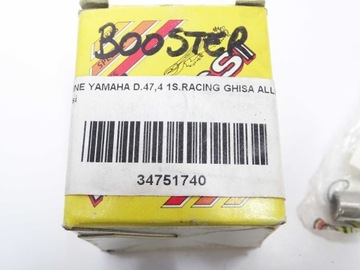 BOOSTER
NE YAMAHA D.47,4 1S.RACING GHISA ALL
34751740